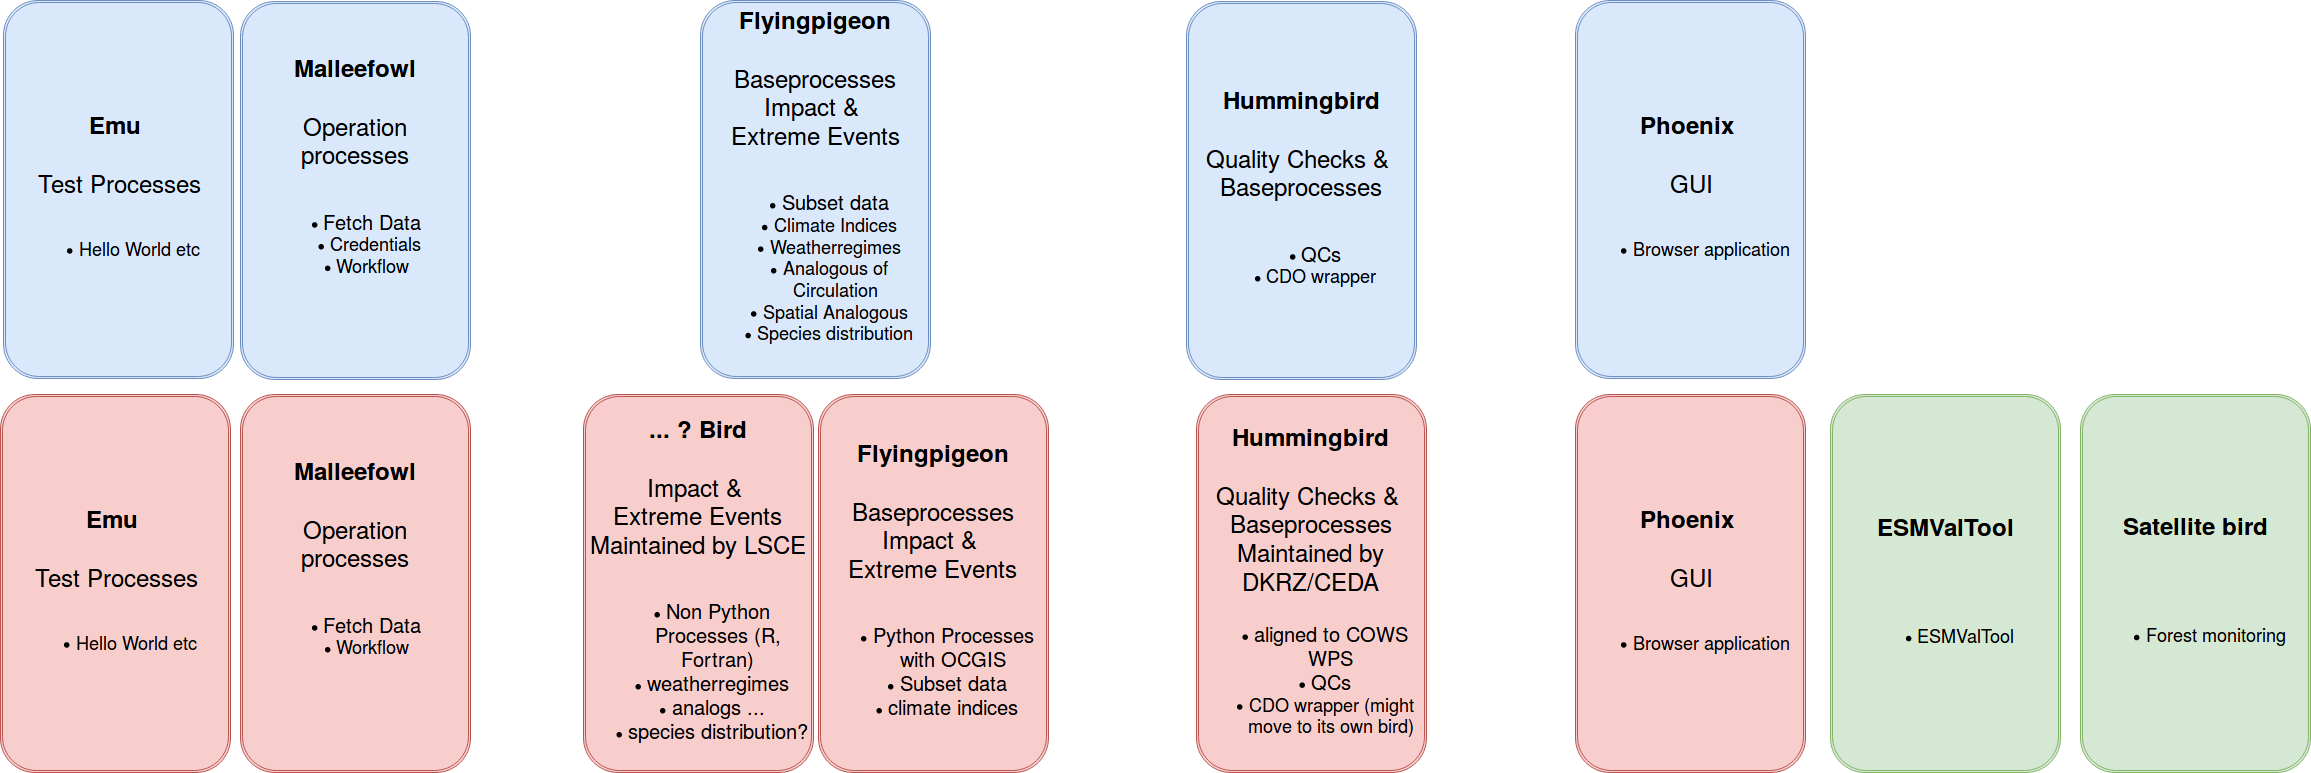 Emu
Test Processes
• Hello World etc
Malleefowl
Operation
processes
• Fetch Data
• Credentials
• Workflow
Flyingpigeon
Baseprocesses
Impact &
Extreme Events
• Subset data
• Climate Indices
• Weatherregimes
• Analogous of
Circulation
• Spatial Analogous
• Species distribution
Hummingbird
Quality Checks &
Baseprocesses
• QCs
• CDO wrapper
Phoenix
GUI
• Browser application
Emu
Test Processes
• Hello World etc
Malleefowl
Operation
processes
• Fetch Data
• Workflow
... ? Bird
Impact &
Extreme Events
Maintained by LSCE
• Non Python
Processes (R,
Fortran)
• weatherregimes
• analogs ...
• species distribution?
Flyingpigeon
Baseprocesses
Impact &
Extreme Events
• Python Processes
with OCGIS
• Subset data
• climate indices
Hummingbird
Quality Checks &
Baseprocesses
Maintained by
DKRZ/CEDA
• aligned to COWS
WPS
• QCs
• CDO wrapper (might
move to its own bird)
Phoenix
GUI
• Browser application
ESMValTool
• ESMValTool
Satellite bird
• Forest monitoring